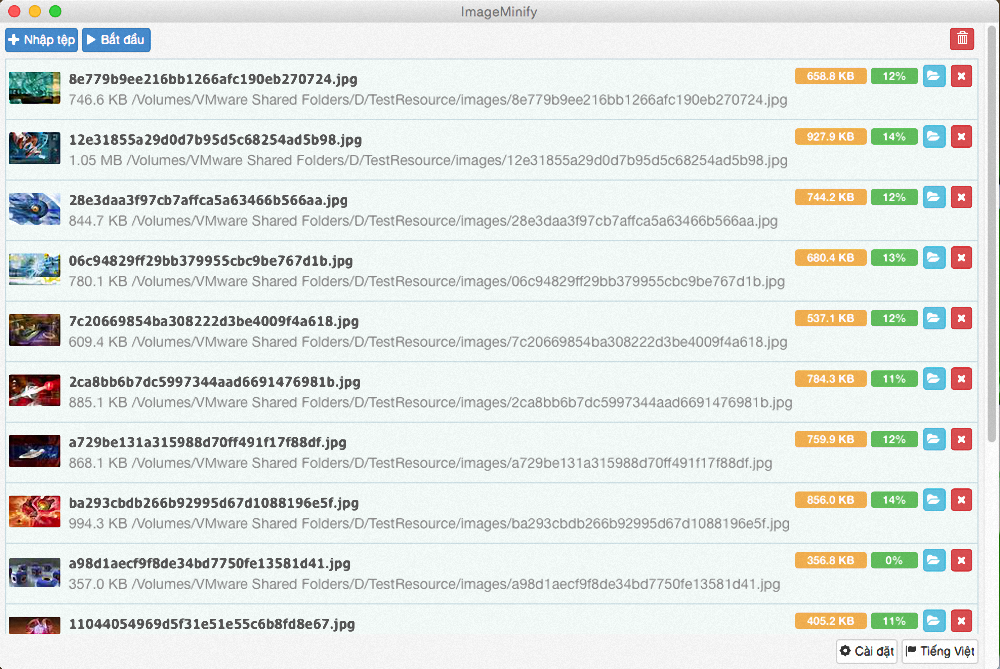 ImageMinify
Nhập tệp Bắt đầu
8e779b9ee216bb1266afc190eb270724.jpg 658.8 KB 12%
746.6 KB /Volumes/VMware Shared Folders/D/TestResource/images/8e779b9ee216bb1266afc190eb270724.jpg
12e31855a29d0d7b95d5c68254ad5b98.jpg 927.9 KB 14%
1.05 MB /Volumes/VMware Shared Folders/D/TestResource/images/12e31855a29d0d7b95d5c68254ad5b98.jpg
28e3daa3f97cb7affca5a63466b566aa.jpg 744.2 KB 12%
844.7 KB /Volumes/VMware Shared Folders/D/TestResource/images/28e3daa3f97cb7affca5a63466b566aa.jpg
06c94829ff29bb379955cbc9be767d1b.jpg 680.4 KB 13%
780.1 KB /Volumes/VMware Shared Folders/D/TestResource/images/06c94829ff29bb379955cbc9be767d1b.jpg
7c20669854ba308222d3be4009f4a618.jpg 537.1 KB 12%
609.4 KB /Volumes/VMware Shared Folders/D/TestResource/images/7c20669854ba308222d3be4009f4a618.jpg
2ca8bb6b7dc5997344aad6691476981b.jpg 784.3 KB 11%
885.1 KB /Volumes/VMware Shared Folders/D/TestResource/images/2ca8bb6b7dc5997344aad6691476981b.jpg
a729be131a315988d70ff491f17f88df.jpg 759.9 KB 12%
868.1 KB /Volumes/VMware Shared Folders/D/TestResource/images/a729be131a315988d70ff491f17f88df.jpg
ba293cbdb266b92995d67d1088196e5f.jpg 856.0 KB 14%
994.3 KB /Volumes/VMware Shared Folders/D/TestResource/images/ba293cbdb266b92995d67d1088196e5f.jpg
a98d1aecf9f8de34bd7750fe13581d41.jpg 356.8 KB 0%
357.0 KB /Volumes/VMware Shared Folders/D/TestResource/images/a98d1aecf9f8de34bd7750fe13581d41.jpg
11044054969d5f31e51e55c6b8fd8e67.jpg 405.2 KB 11%
Cài đặt Tiếng Việt